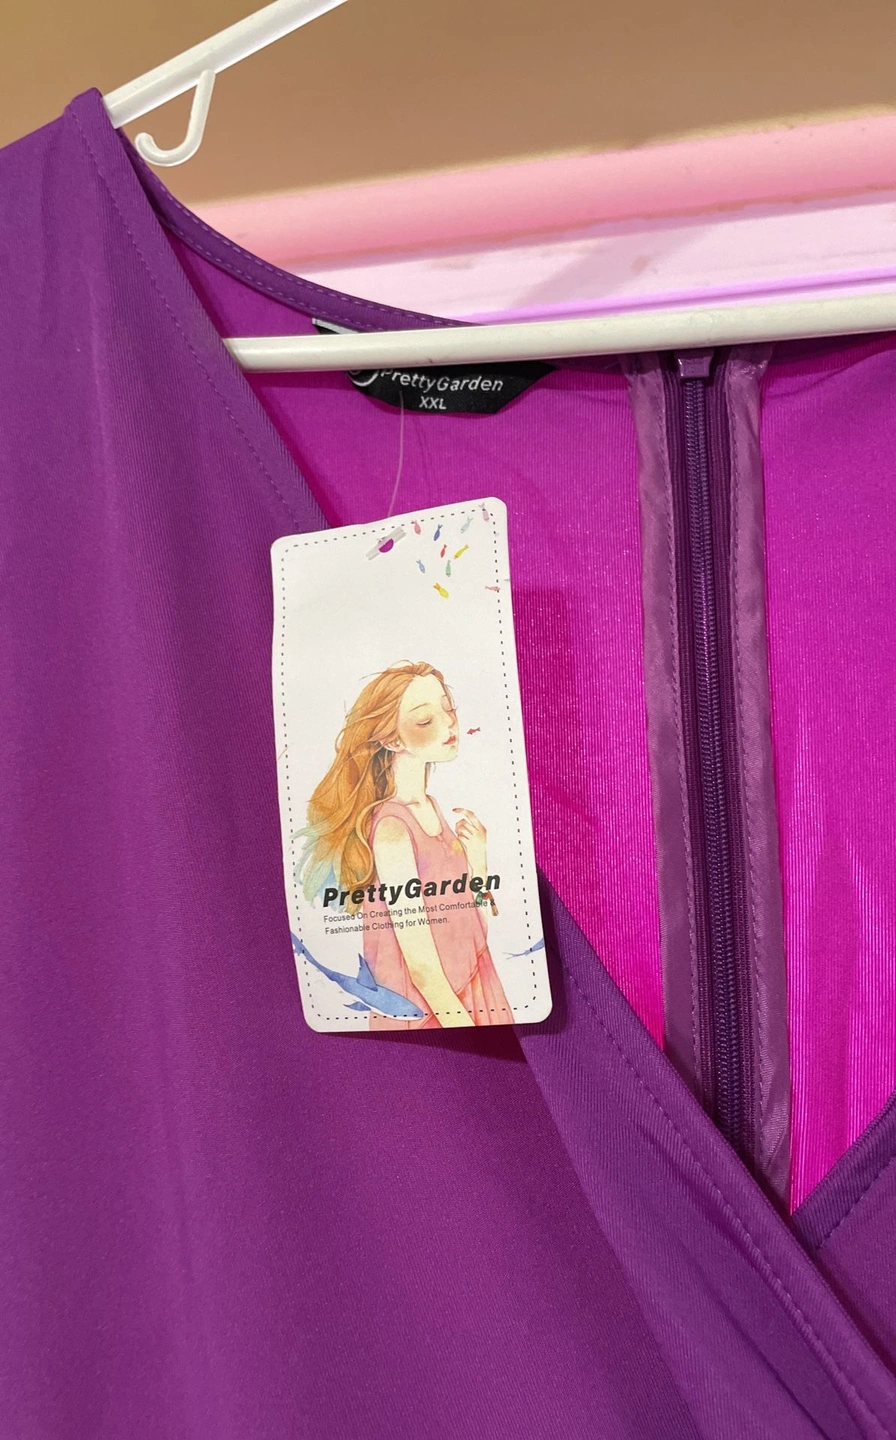 PrettyGarden
XXL
PrettyGarden
Focused On Creating the Most Comfortable &
Fashionable Clothing for Women.